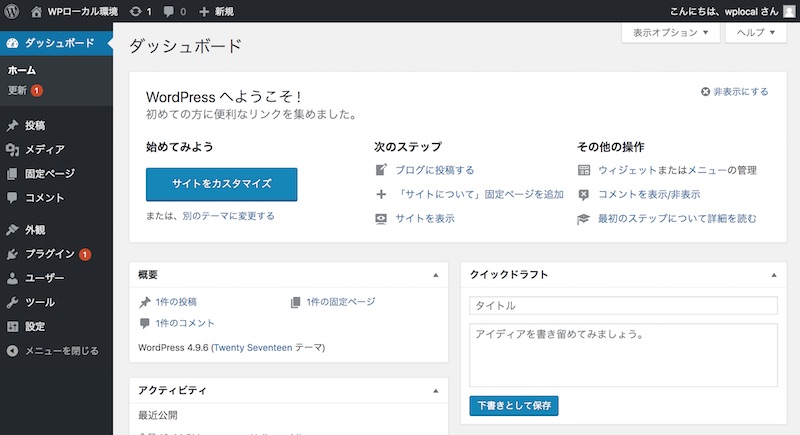 WPローカル環境 1 0 + 新規 こんにちは、wplocal さん
ダッシュボード
ホーム
更新 1
投稿
メディア
固定ページ
コメント
外観
プラグイン 1
ユーザー
ツール
設定
メニューを閉じる
表示オプション ▼ ヘルプ ▼
ダッシュボード
WordPress へようこそ !
初めての方に便利なリンクを集めました。
非表示にする
始めてみよう
サイトをカスタマイズ
または、別のテーマに変更する
次のステップ
ブログに投稿する
「サイトについて」固定ページを追加
サイトを表示
その他の操作
ウィジェットまたはメニューの管理
コメントを表示/非表示
最初のステップについて詳細を読む
概要
1件の投稿 1件の固定ページ
1件のコメント
WordPress 4.9.6 (Twenty Seventeen テーマ)
アクティビティ
最近公開
クイックドラフト
タイトル
アイディアを書き留めてみましょう。
下書きとして保存